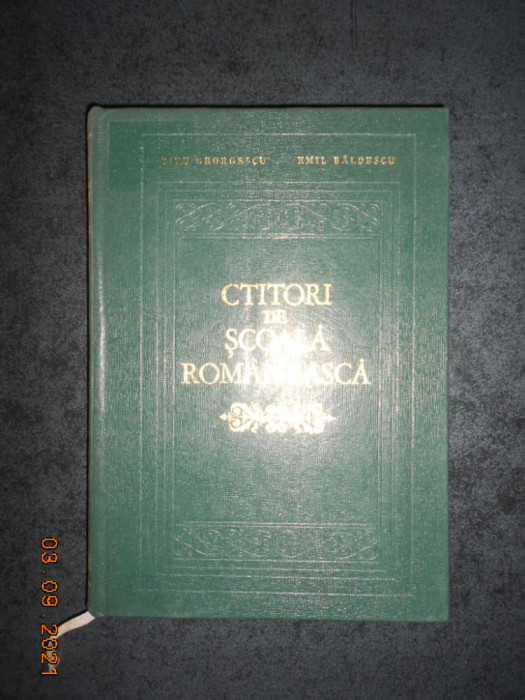 TITU GEORGESCU EMIL BĂLDESCU
CTITORI
DE
ȘCOALĂ
ROMÂNEASCĂ
03 09 2021